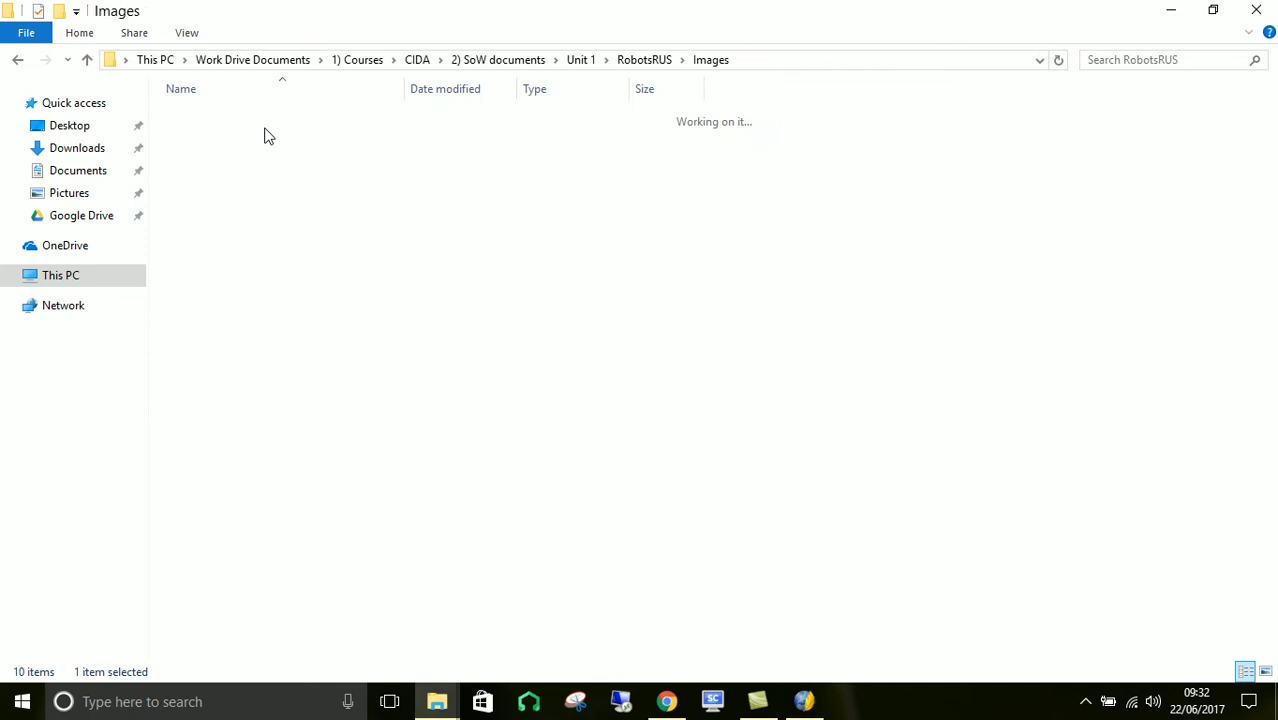 Images
File Home Share View
This PC Work Drive Documents 1) Courses CIDA 2) SoW documents Unit 1 RobotsRUS Images Search RobotsRUS
Name Date modified Type Size
Working on it...
Quick access
Desktop
Downloads
Documents
Pictures
Google Drive
OneDrive
This PC
Network
10 items 1 item selected
Type here to search SC 09:32
22/06/2017